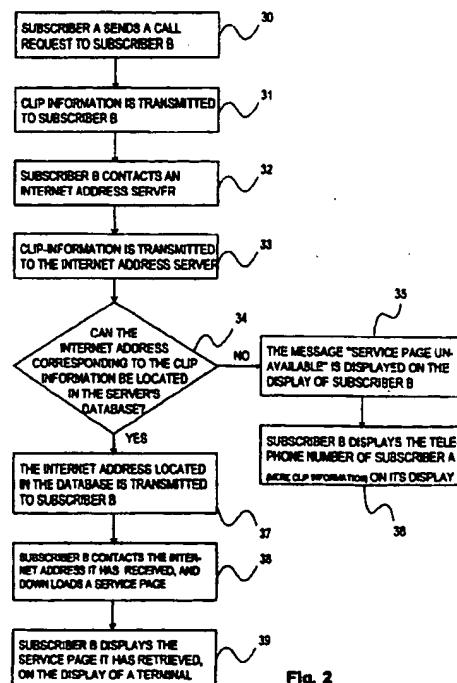 30
SUBSCRIBER A SENDS A CALL
REQUEST TO SUBSCRIBER B
31
CLIP INFORMATION IS TRANSMITTED
TO SUBSCRIBER B
32
SUBSCRIBER B CONTACTS AN
INTERNET ADDRESS SERVER
33
CLIP-INFORMATION IS TRANSMITTED
TO THE INTERNET ADDRESS SERVER
34
CAN THE
INTERNET ADDRESS
CORRESPONDING TO THE CLIP
INFORMATION BE LOCATED
IN THE SERVER'S
DATABASE?
NO
35
THE MESSAGE "SERVICE PAGE UN-
AVAILABLE" IS DISPLAYED ON THE
DISPLAY OF SUBSCRIBER B
SUBSCRIBER B DISPLAYS THE TELE
PHONE NUMBER OF SUBSCRIBER A
(MERE CLIP INFORMATION) ON ITS DISPLAY
36
YES
THE INTERNET ADDRESS LOCATED
IN THE DATABASE IS TRANSMITTED
TO SUBSCRIBER B
37
SUBSCRIBER B CONTACTS THE INTER-
NET ADDRESS IT HAS RECEIVED, AND
DOWN LOADS A SERVICE PAGE
38
SUBSCRIBER B DISPLAYS THE
SERVICE PAGE IT HAS RETRIEVED,
ON THE DISPLAY OF A TERMINAL
39
Fig. 2